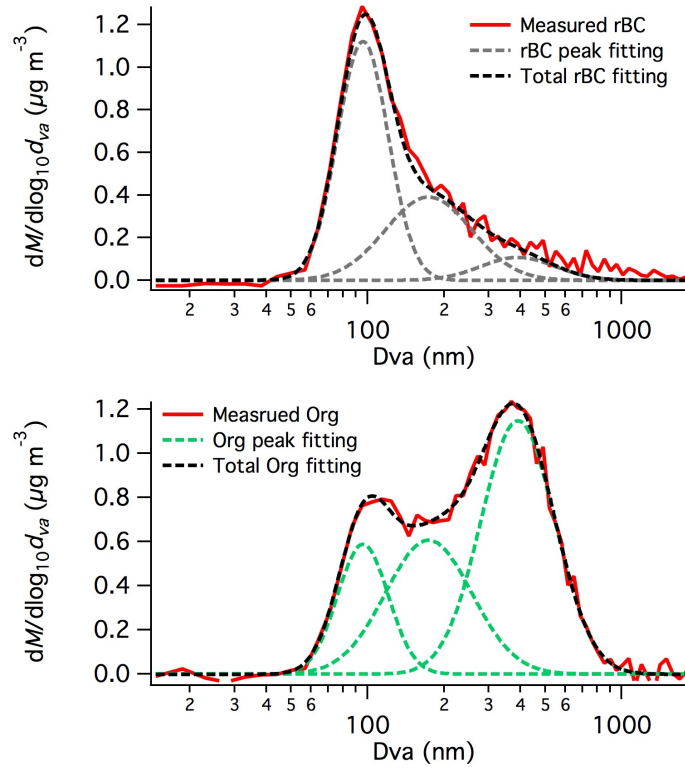 Measured rBC
rBC peak fitting
Total rBC fitting
dM/dlog₁₀dva (µg m⁻³)
1.2
1.0
0.8
0.6
0.4
0.2
0.0
2 3 4 5 6 100 2 3 4 5 6 1000
Dva (nm)
Measrued Org
Org peak fitting
Total Org fitting
dM/dlog₁₀dva (µg m⁻³)
1.2
1.0
0.8
0.6
0.4
0.2
0.0
2 3 4 5 6 100 2 3 4 5 6 1000
Dva (nm)